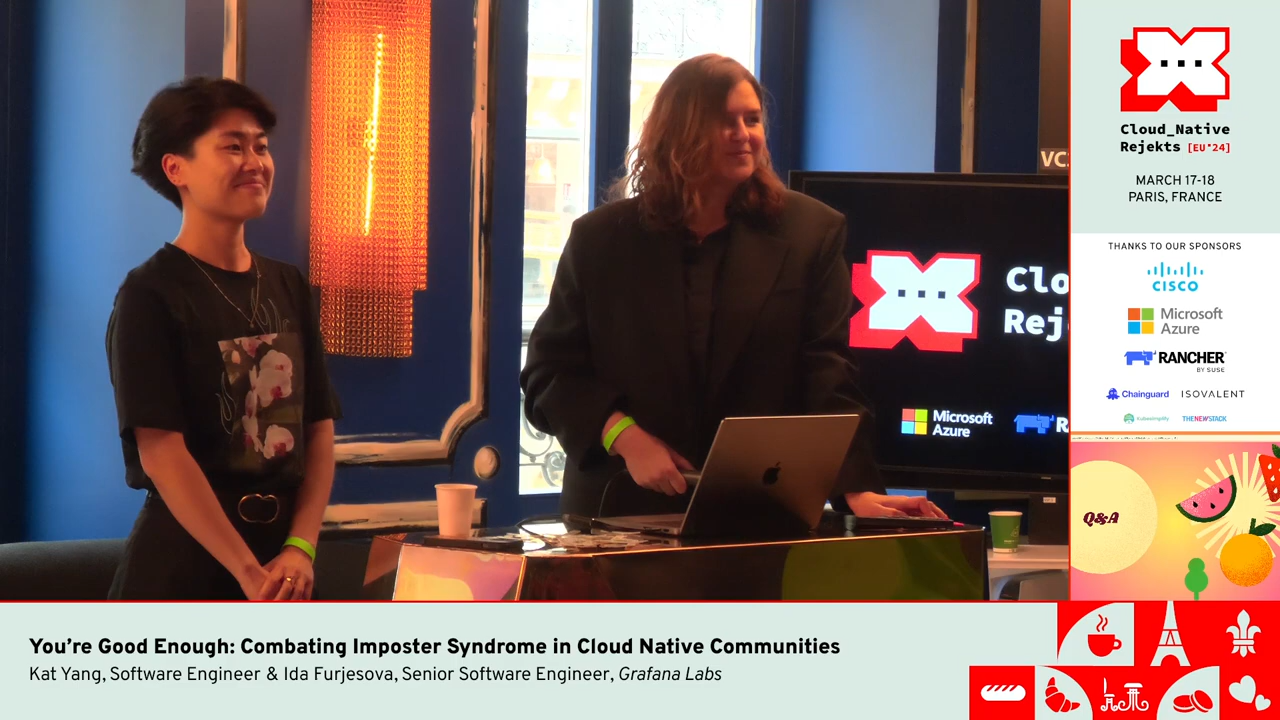 VC
Clo
Rej
Microsoft
Azure
R
Cloud_Native
Rejekts [EU*24]
MARCH 17-18
PARIS, FRANCE
THANKS TO OUR SPONSORS
CISCO
Microsoft
Azure
RANCHER
BY SUSE
Chainguard ISOVALENT
Kubesimplify THENEWSTACK
Q&A
You're Good Enough: Combating Imposter Syndrome in Cloud Native Communities
Kat Yang, Software Engineer & Ida Furjesova, Senior Software Engineer, Grafana Labs